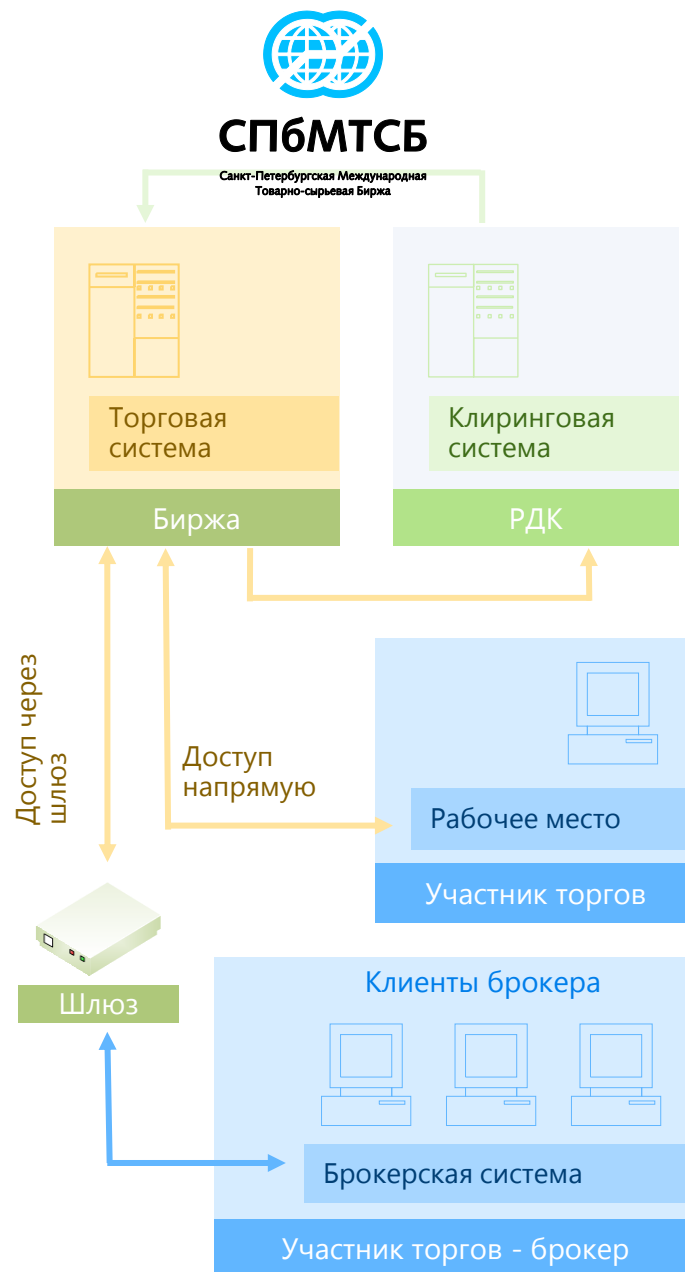 СПбМТСБ
Санкт-Петербургская Международная
Товарно-сырьевая Биржа
Торговая
система
Биржа
Клиринговая
система
РДК
Доступ через
шлюз
Доступ
напрямую
Рабочее место
Участник торгов
Шлюз
Клиенты брокера
Брокерская система
Участник торгов - брокер